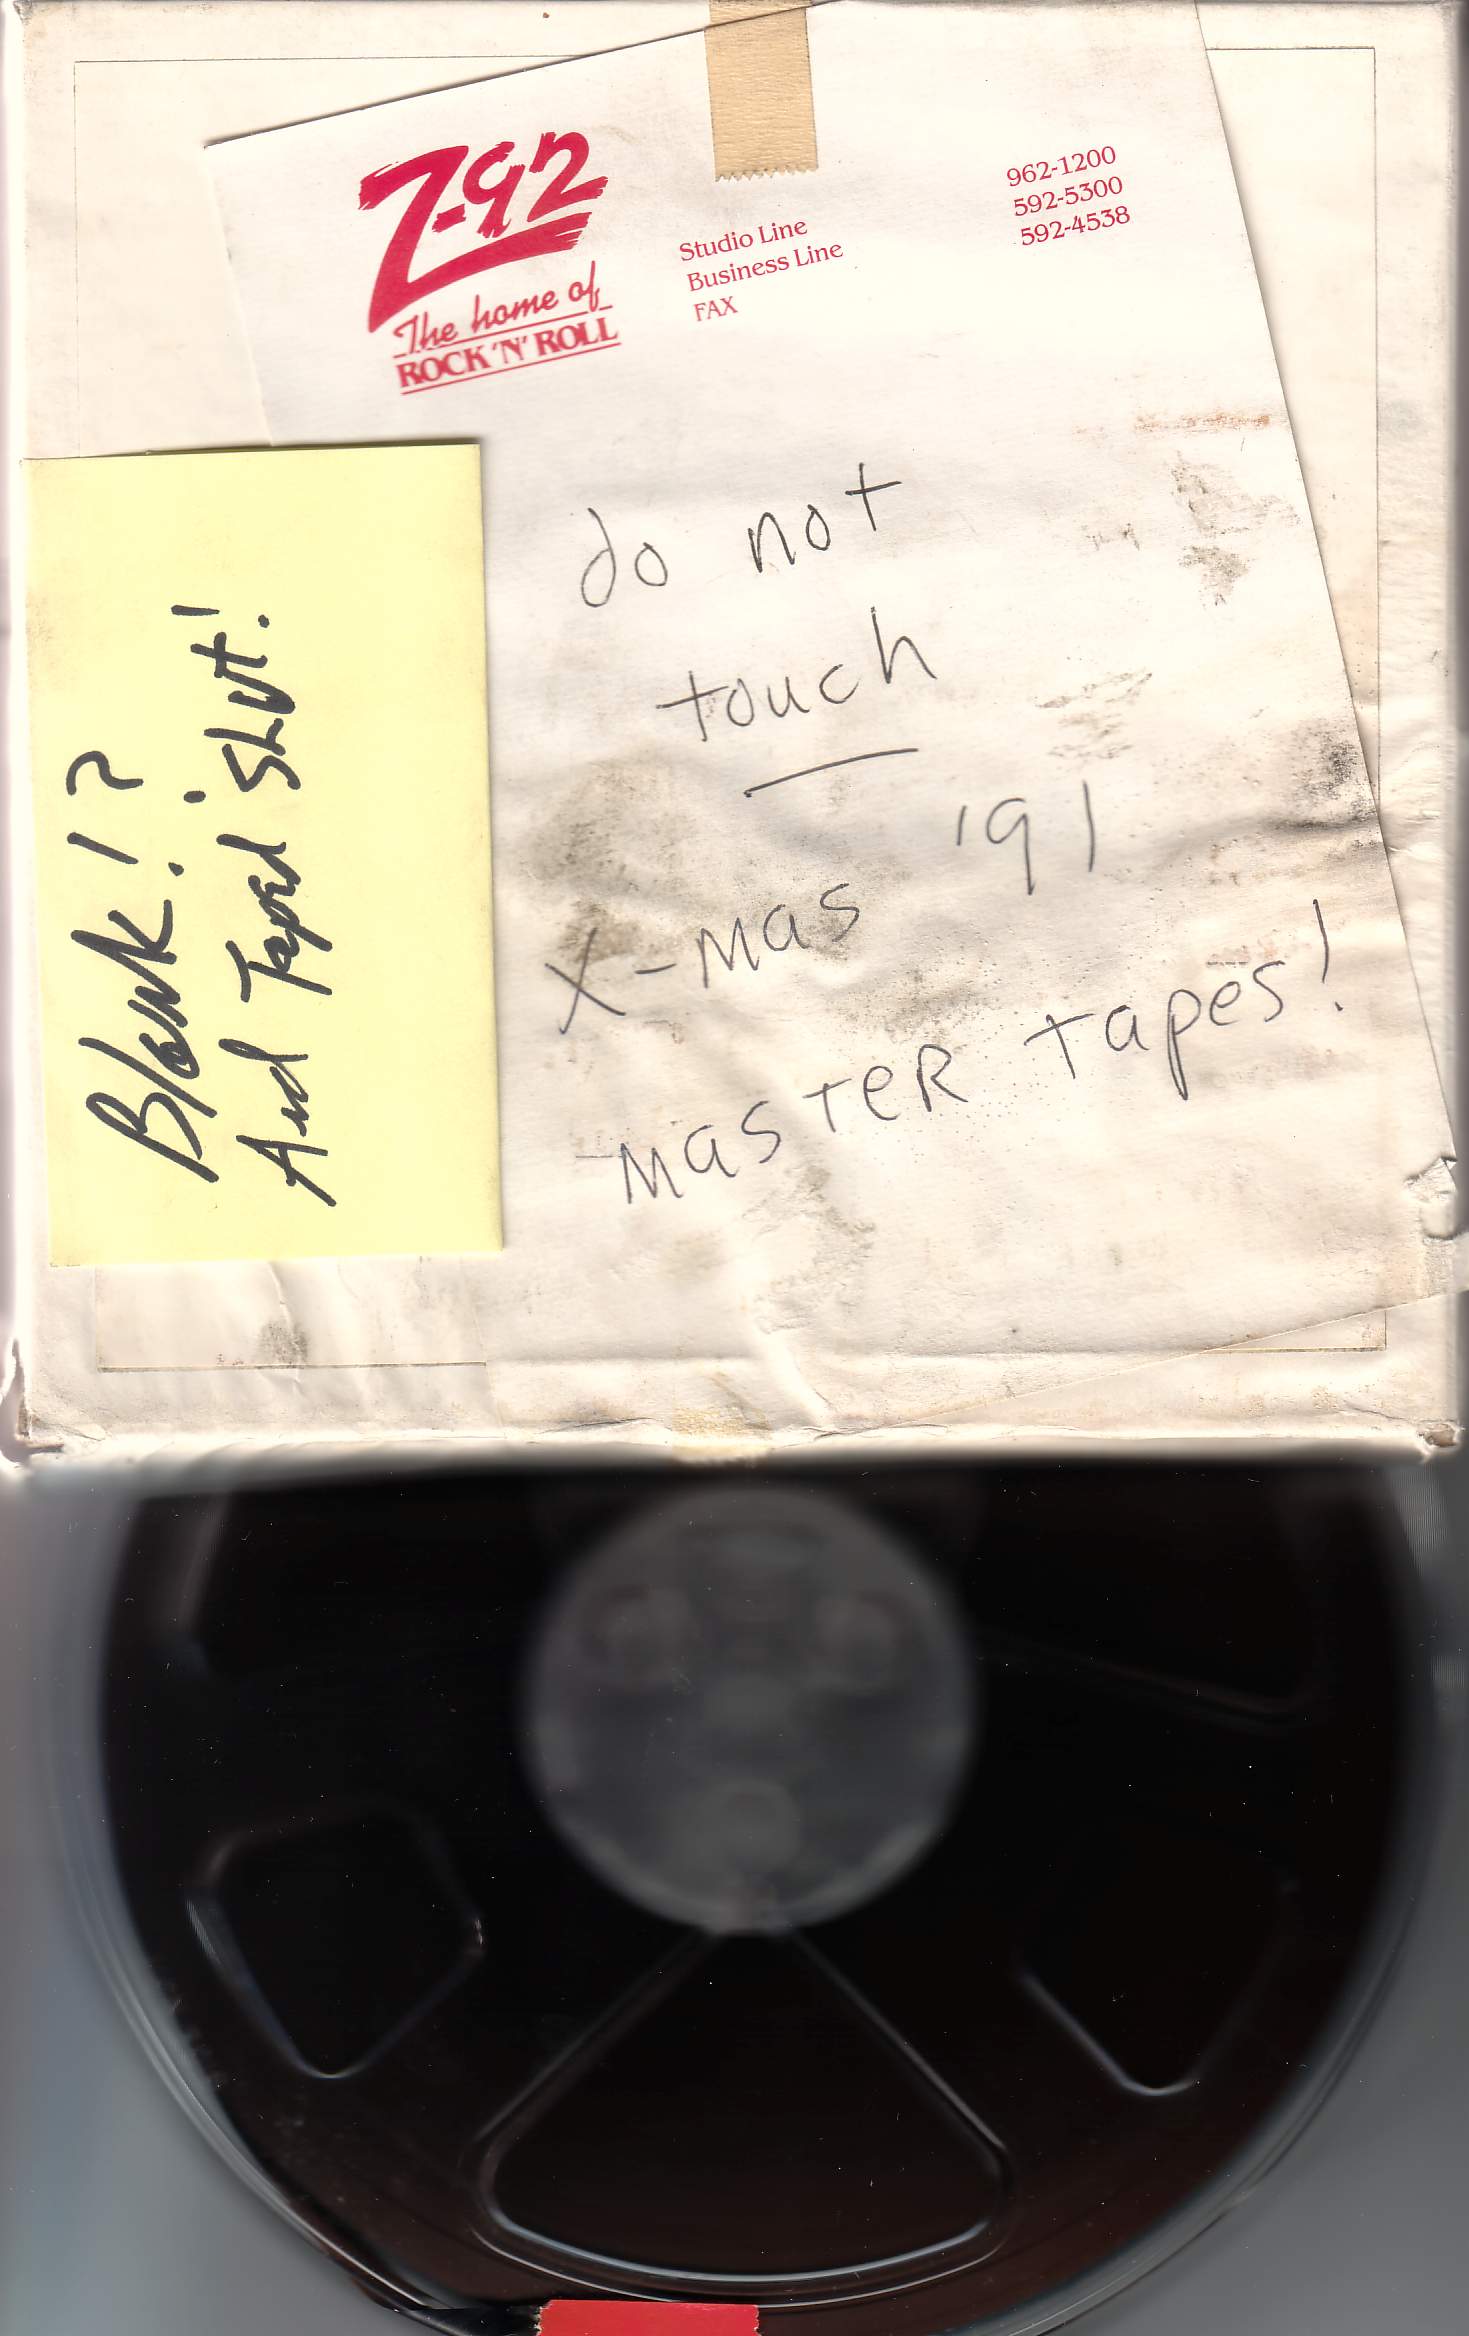 Z-92
The home of
ROCK 'N' ROLL
Studio Line 962-1200
Business Line 592-5300
FAX 592-4538
do not
touch
X-mas '91
master tapes!
Blank!?
And Taped Shut!